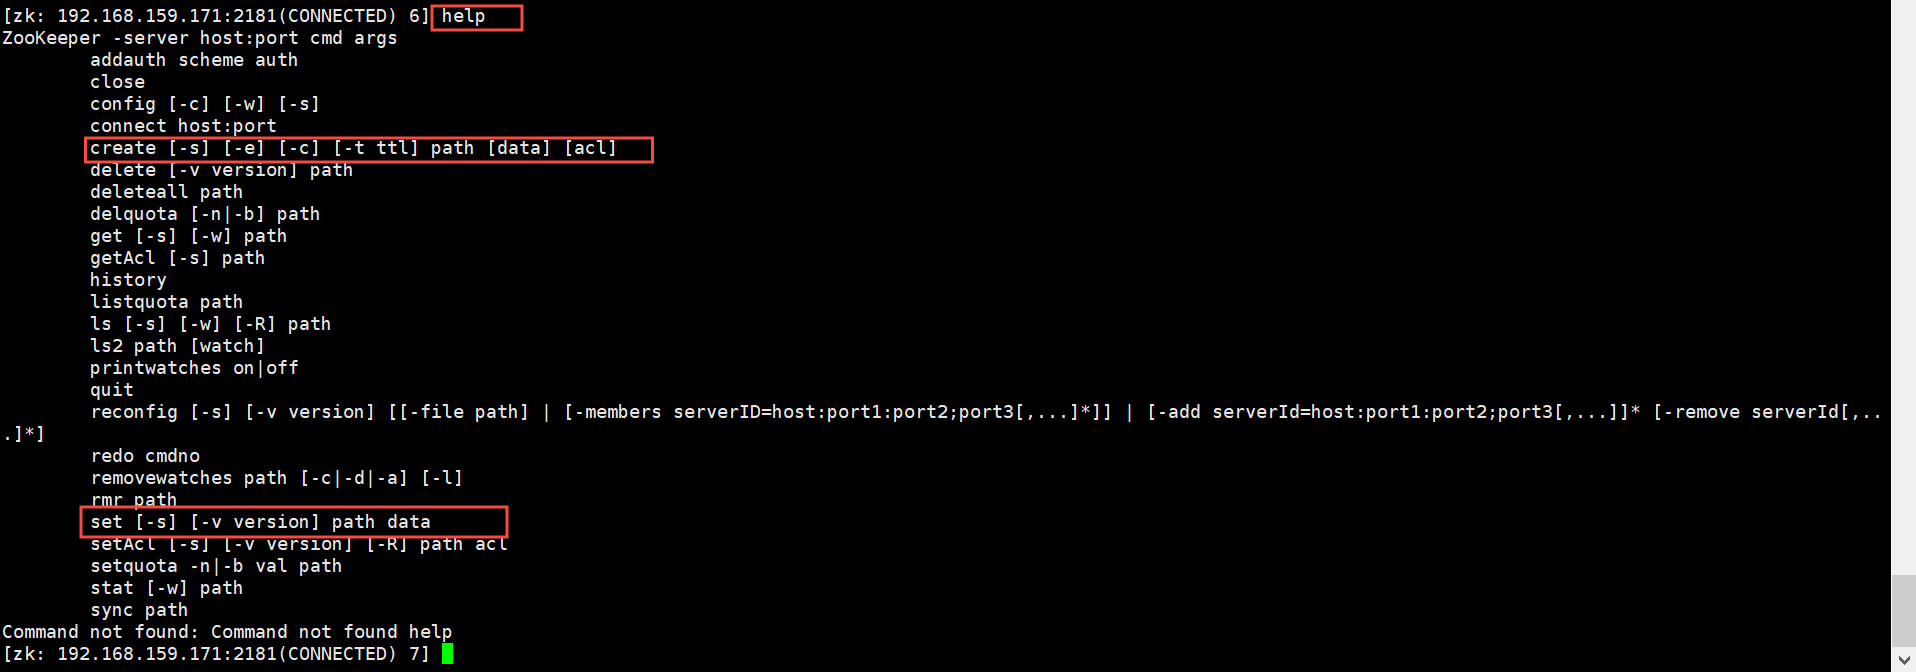 [zk: 192.168.159.171:2181(CONNECTED) 6] help
ZooKeeper -server host:port cmd args
addauth scheme auth
close
config [-c] [-w] [-s]
connect host:port
create [-s] [-e] [-c] [-t ttl] path [data] [acl]
delete [-v version] path
deleteall path
delquota [-n|-b] path
get [-s] [-w] path
getAcl [-s] path
history
listquota path
ls [-s] [-w] [-R] path
ls2 path [watch]
printwatches on|off
quit
reconfig [-s] [-v version] [[-file path] | [-members serverID=host:port1:port2;port3[,...]*]] | [-add serverId=host:port1:port2;port3[,...]]* [-remove serverId[,..
.]*]
redo cmdno
removewatches path [-c|-d|-a] [-l]
rmr path
set [-s] [-v version] path data
setAcl [-s] [-v version] [-R] path acl
setquota -n|-b val path
stat [-w] path
sync path
Command not found: Command not found help
[zk: 192.168.159.171:2181(CONNECTED) 7]